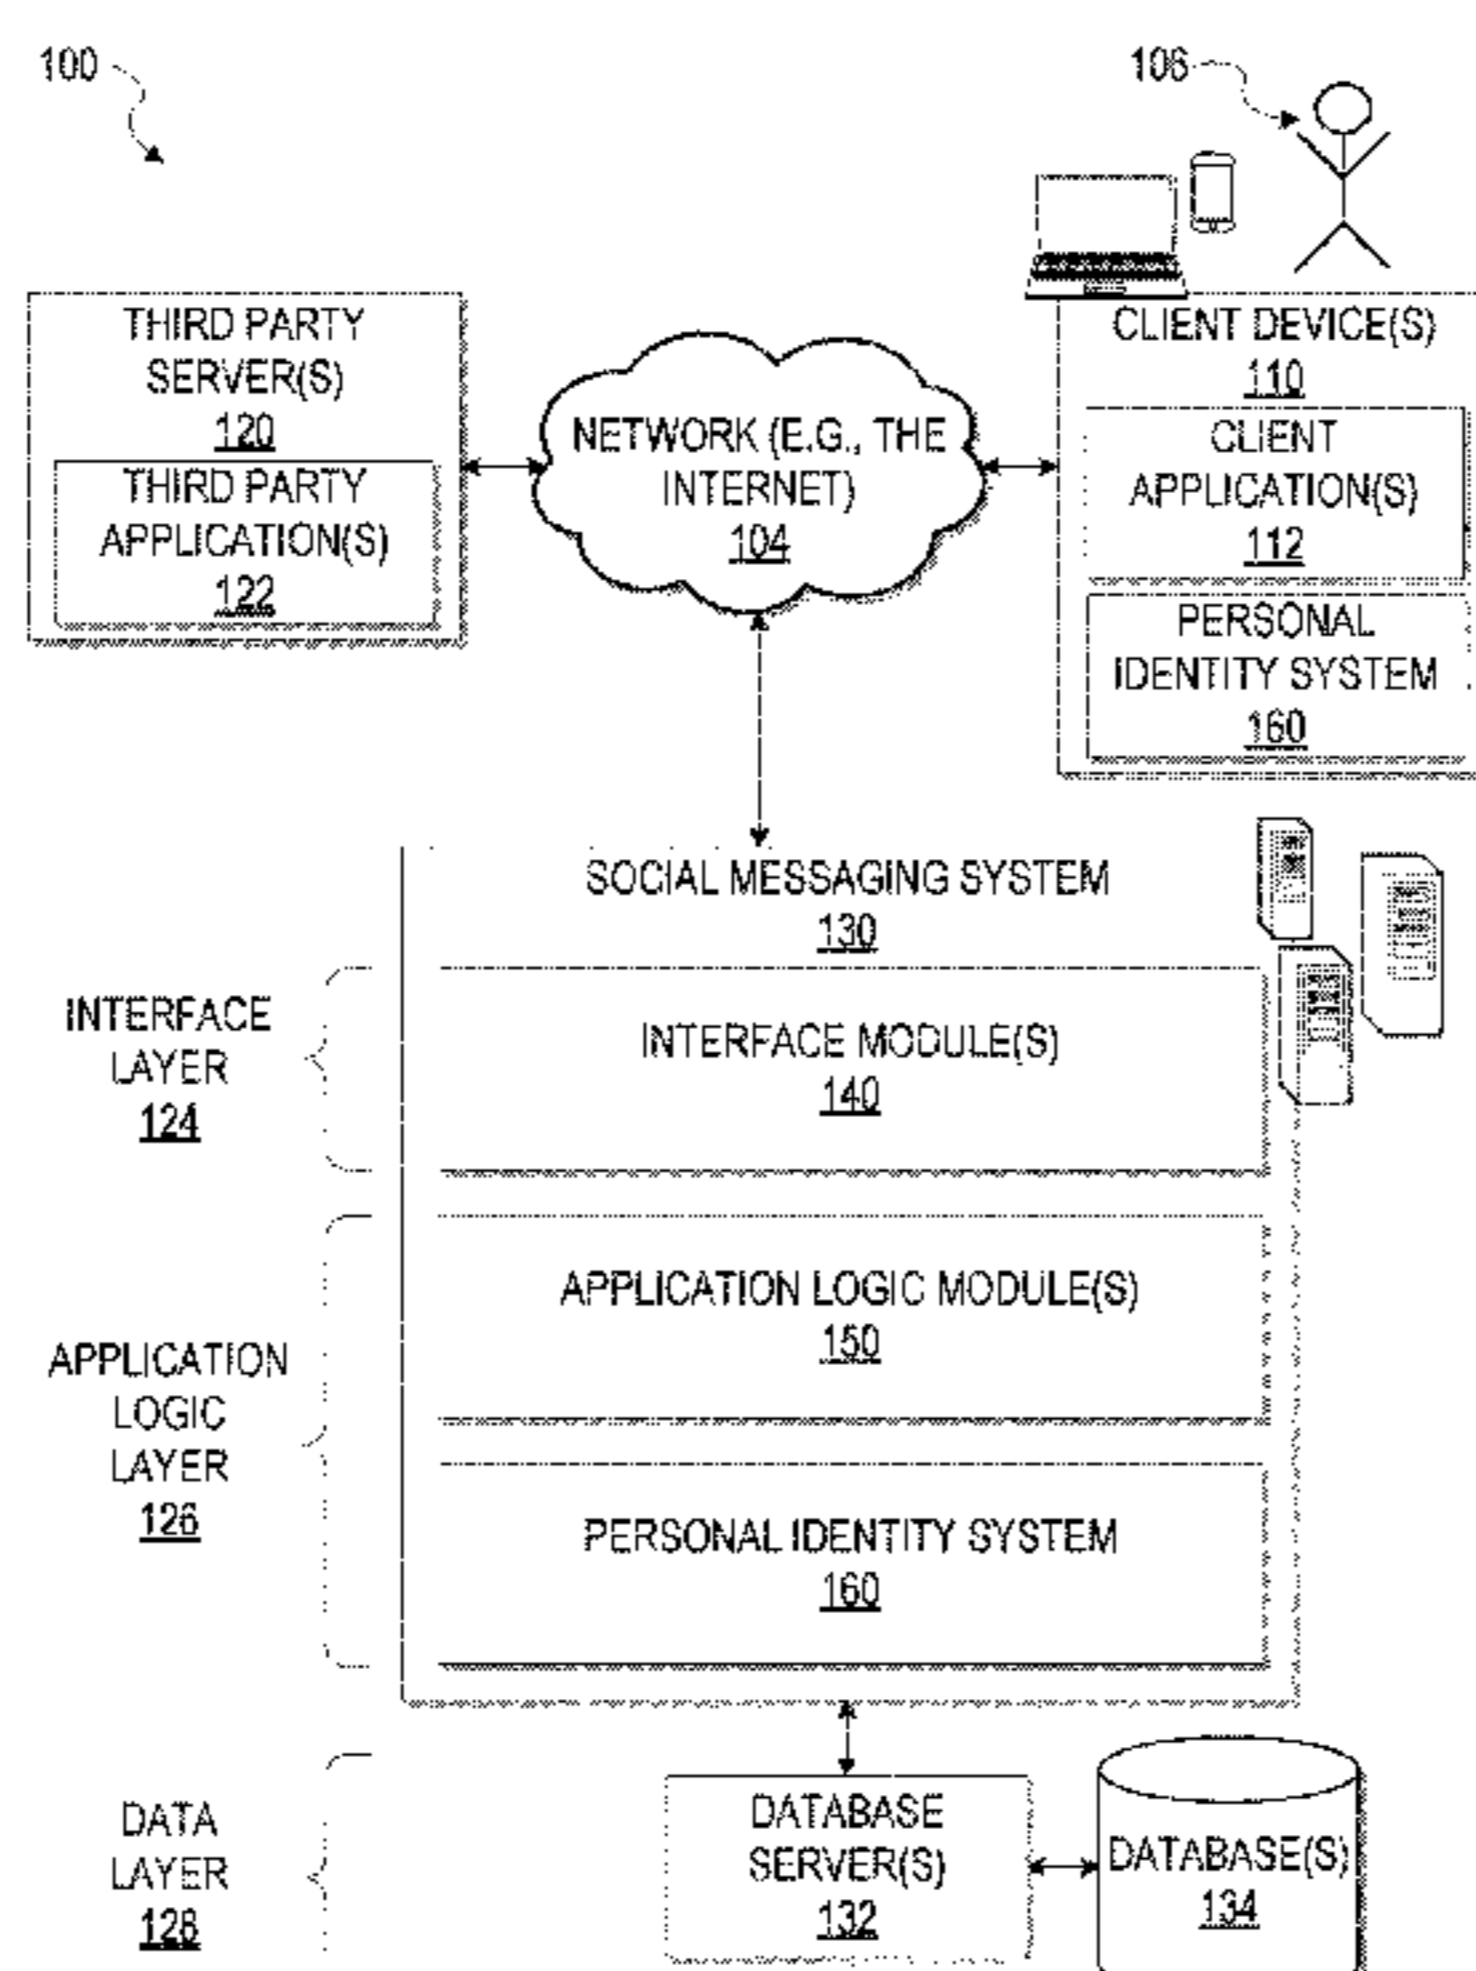 100
106
THIRD PARTY
SERVER(S)
120
THIRD PARTY
APPLICATION(S)
122
NETWORK (E.G., THE
INTERNET)
104
CLIENT DEVICE(S)
110
CLIENT
APPLICATION(S)
112
PERSONAL
IDENTITY SYSTEM
160
SOCIAL MESSAGING SYSTEM
130
INTERFACE
LAYER
124
INTERFACE MODULE(S)
140
APPLICATION
LOGIC
LAYER
126
APPLICATION LOGIC MODULE(S)
150
PERSONAL IDENTITY SYSTEM
160
DATA
LAYER
128
DATABASE
SERVER(S)
132
DATABASE(S)
134